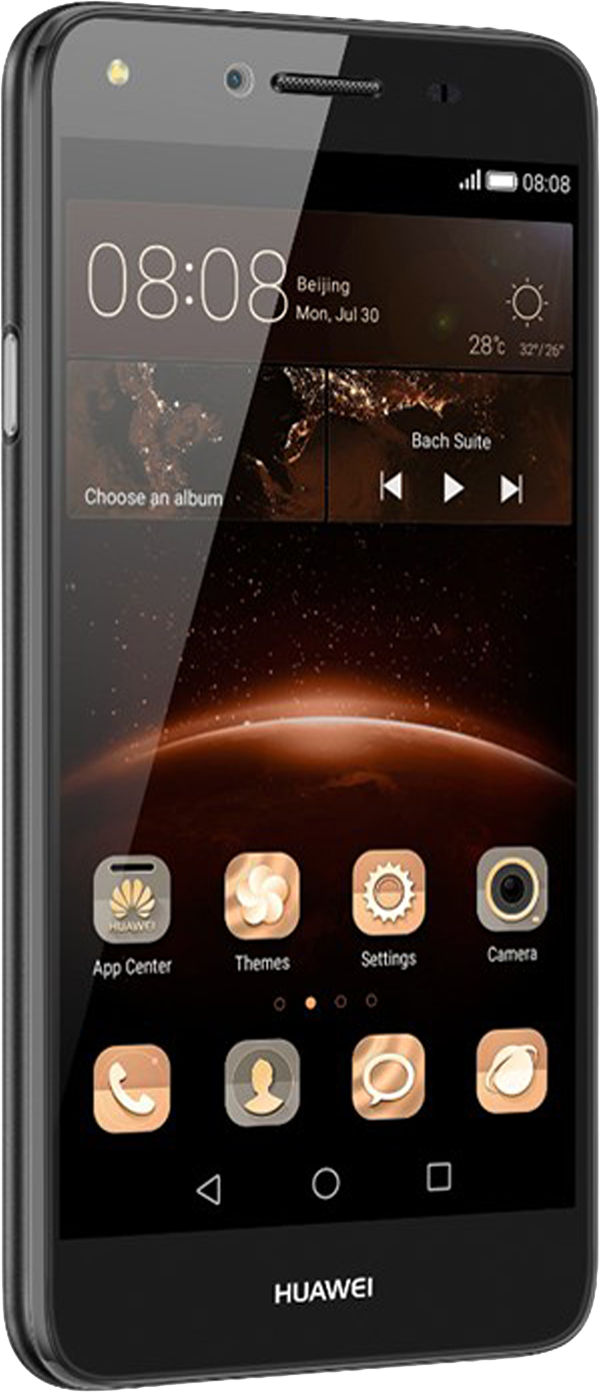 08:08
08:08
Beijing
Mon, Jul 30
28°c 32°/26°
Choose an album
Bach Suite
HUAWEI
App Center
Themes
Settings
Camera
HUAWEI